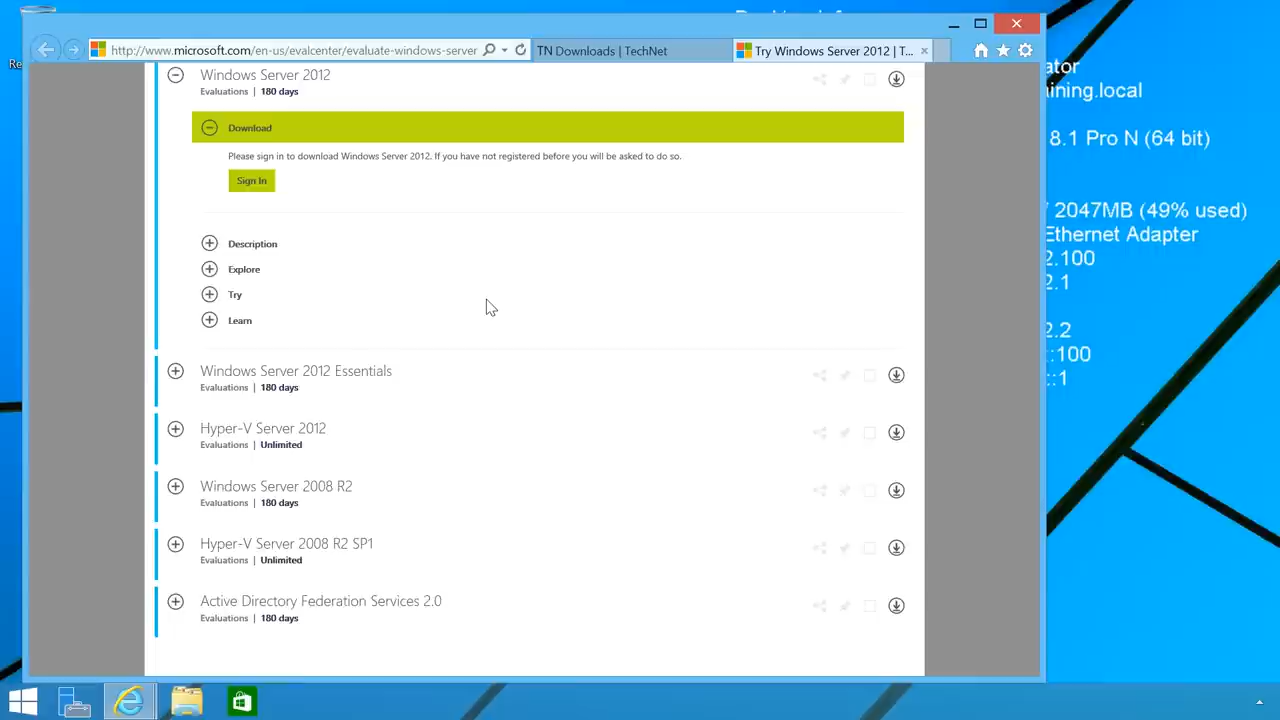 http://www.microsoft.com/en-us/evalcenter/evaluate-windows-server
TN Downloads | TechNet
Try Windows Server 2012 | T...
Windows Server 2012
Evaluations | 180 days
Download
Please sign in to download Windows Server 2012. If you have not registered before you will be asked to do so.
Sign In
Description
Explore
Try
Learn
Windows Server 2012 Essentials
Evaluations | 180 days
Hyper-V Server 2012
Evaluations | Unlimited
Windows Server 2008 R2
Evaluations | 180 days
Hyper-V Server 2008 R2 SP1
Evaluations | Unlimited
Active Directory Federation Services 2.0
Evaluations | 180 days
Re
ator
ining.local
8.1 Pro N (64 bit)
2047MB (49% used)
Ethernet Adapter
2.100
2.1
2.2
::100
::1